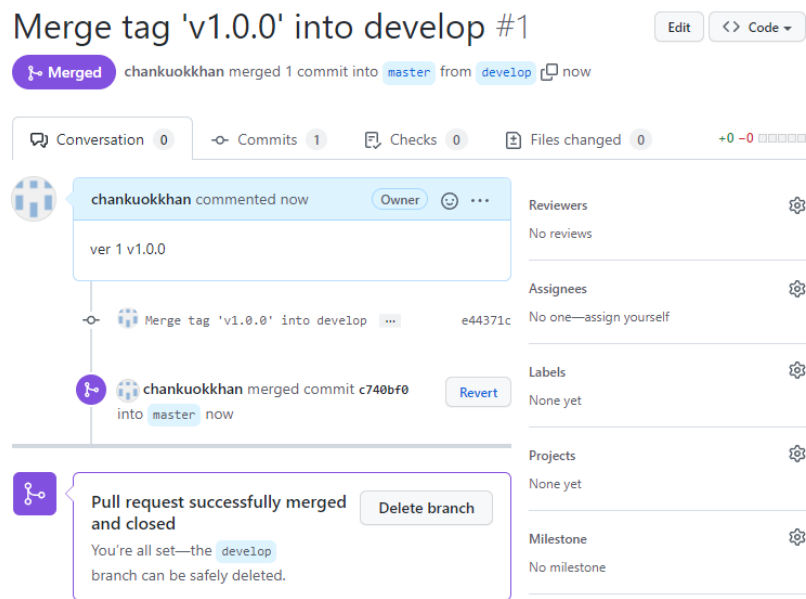 Merge tag 'v1.0.0' into develop #1
Edit
<> Code
Merged chankuokkhan merged 1 commit into master from develop now
Conversation 0
Commits 1
Checks 0
Files changed 0
+0 −0
chankuokkhan commented now
Owner
...
ver 1 v1.0.0
Merge tag 'v1.0.0' into develop ...
e44371c
chankuokkhan merged commit c740bf0
into master now
Revert
Pull request successfully merged
and closed
You're all set—the develop
branch can be safely deleted.
Delete branch
Reviewers
No reviews
Assignees
No one—assign yourself
Labels
None yet
Projects
None yet
Milestone
No milestone